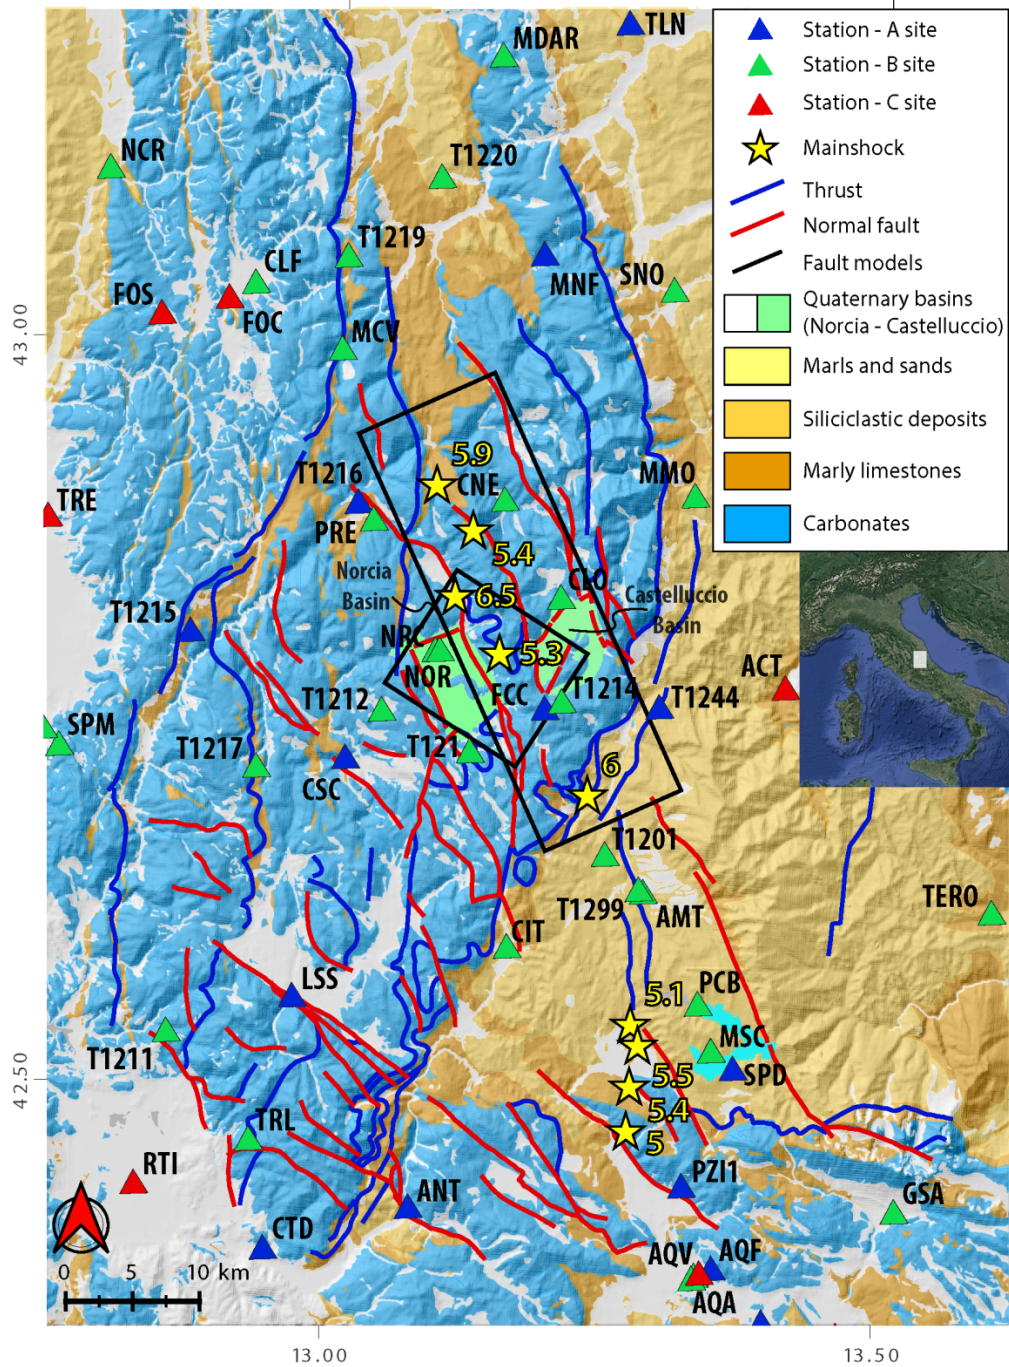 TLN
MDAR
NCR
T1220
T1219
CLF
FOS
FOC
MNF
SNO
MCV
43.00
Station - A site
Station - B site
Station - C site
Mainshock
Thrust
Normal fault
Fault models
Quaternary basins
(Norcia - Castelluccio)
Marls and sands
Siliciclastic deposits
Marly limestones
Carbonates
5.9
T1216
CNE
MMO
TRE
PRE
5.4
Norcia
Basin
6.5
CLO
Castelluccio
Basin
T1215
NRC
5.3
NOR
ACT
T1212
FCC
T1214
T1244
SPM
T1217
T121
CSC
6
T1201
T1299
AMT
TERO
CIT
LSS
PCB
5.1
MSC
T1211
SPD
42.50
5.5
5.4
TRL
5
RTI
PZI1
ANT
GSA
CTD
AQV
AQF
AQA
0 5 10 km
13.00
13.50